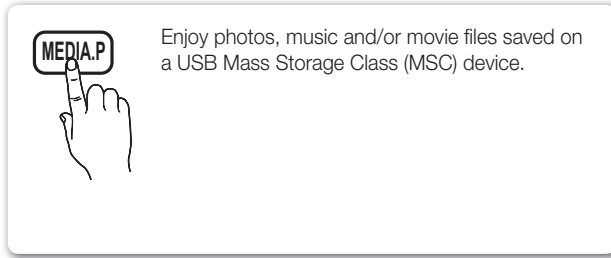 MEDIA.P
Enjoy photos, music and/or movie files saved on
a USB Mass Storage Class (MSC) device.